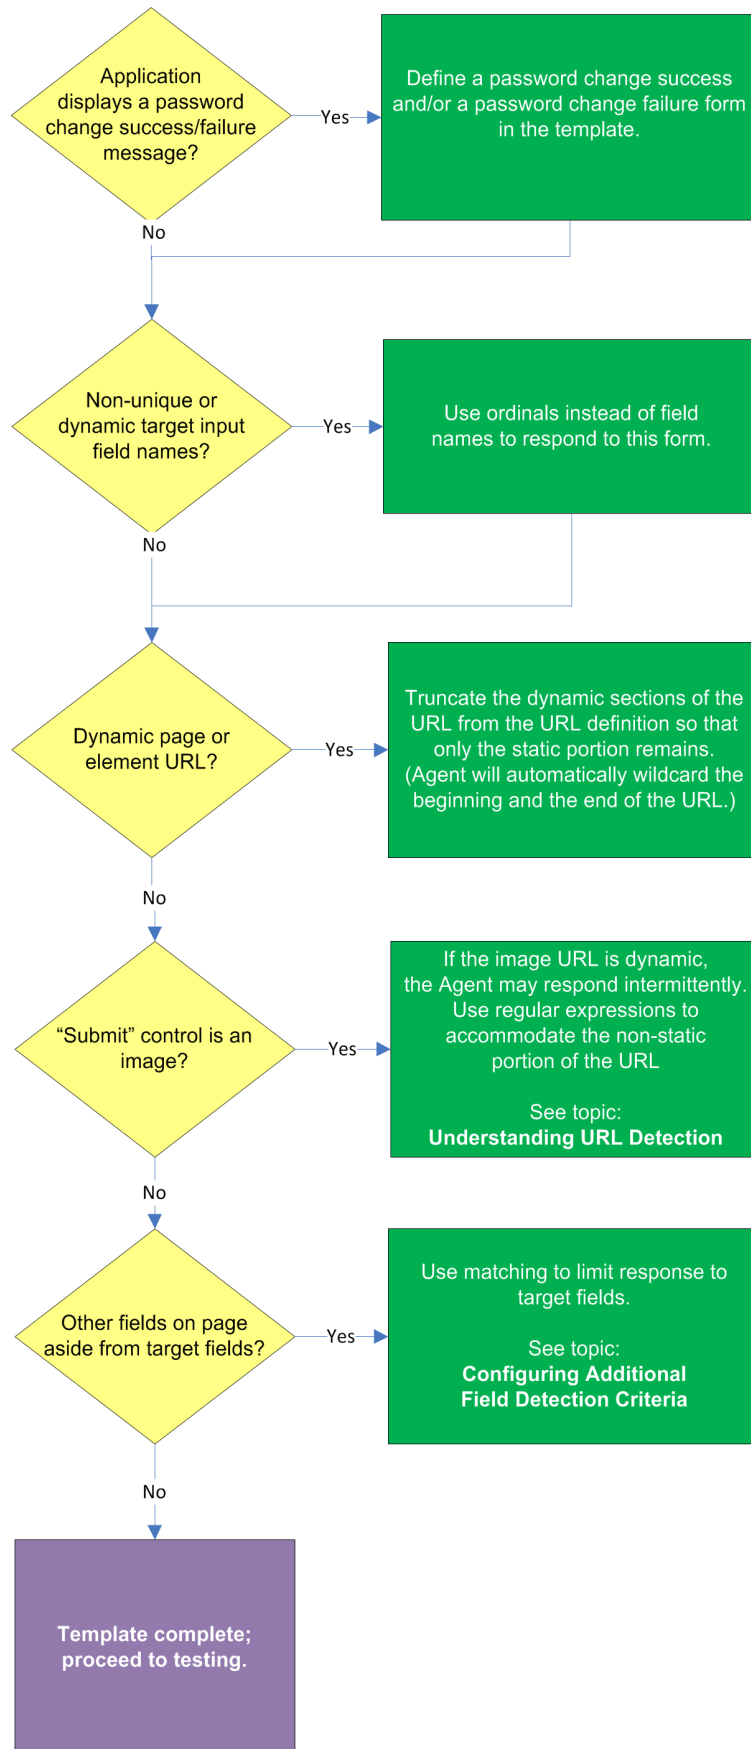 Application
displays a password
change success/failure
message?
Yes
Define a password change success
and/or a password change failure form
in the template.
No
Non-unique or
dynamic target input
field names?
Yes
Use ordinals instead of field
names to respond to this form.
No
Dynamic page or
element URL?
Yes
Truncate the dynamic sections of the
URL from the URL definition so that
only the static portion remains.
(Agent will automatically wildcard the
beginning and the end of the URL.)
No
“Submit” control is an
image?
Yes
If the image URL is dynamic,
the Agent may respond intermittently.
Use regular expressions to
accommodate the non-static
portion of the URL
See topic:
Understanding URL Detection
No
Other fields on page
aside from target fields?
Yes
Use matching to limit response to
target fields.
See topic:
Configuring Additional
Field Detection Criteria
No
Template complete;
proceed to testing.